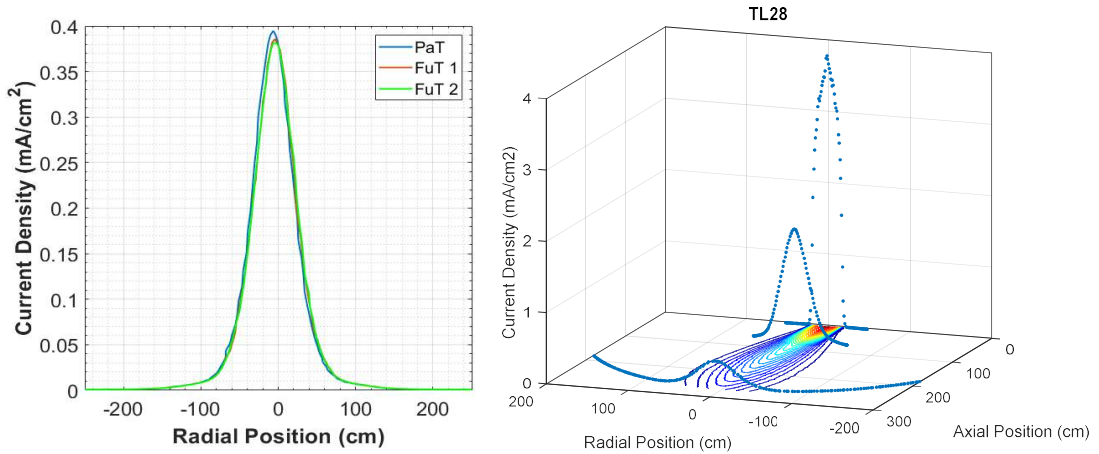 0.4
0.35
0.3
0.25
0.2
0.15
0.1
0.05
0
Current Density (mA/cm2)
PaT
FuT 1
FuT 2
-200 -100 0 100 200
Radial Position (cm)
TL28
4
3
2
1
0
Current Density (mA/cm2)
200
100
0
-100
-200
Radial Position (cm)
0
100
200
300
Axial Position (cm)